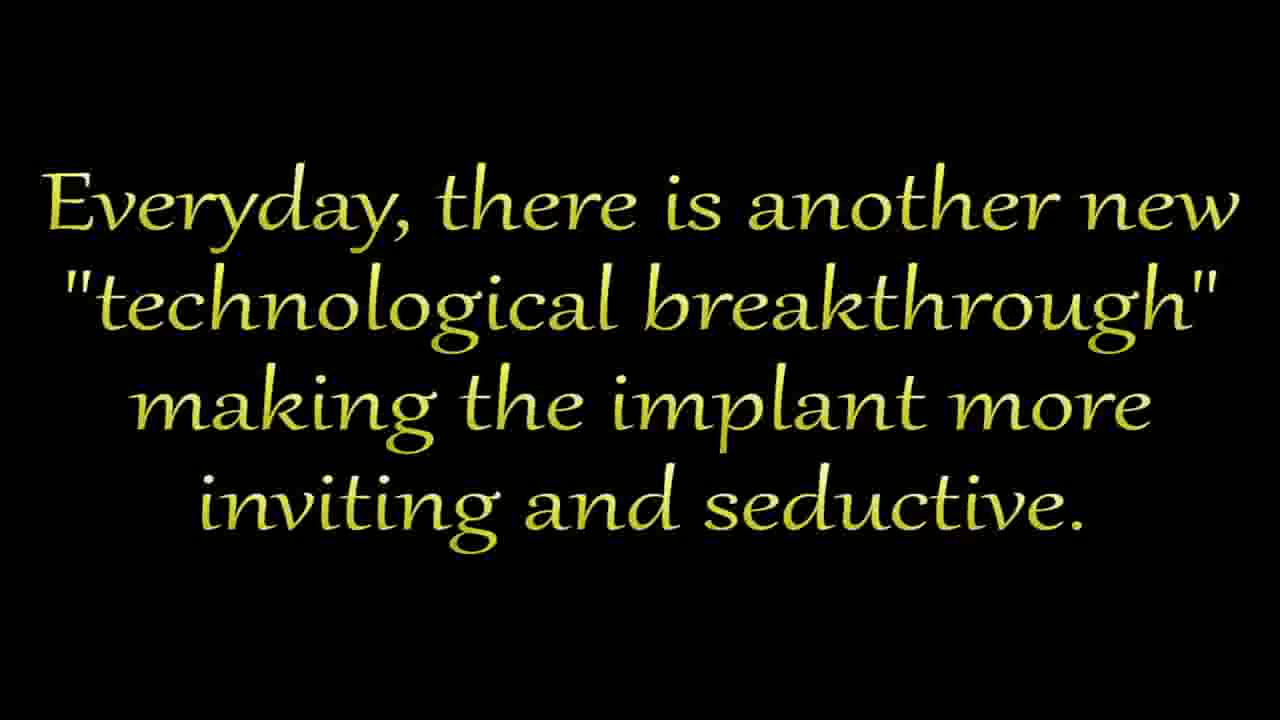 Everyday, there is another new
"technological breakthrough"
making the implant more
inviting and seductive.